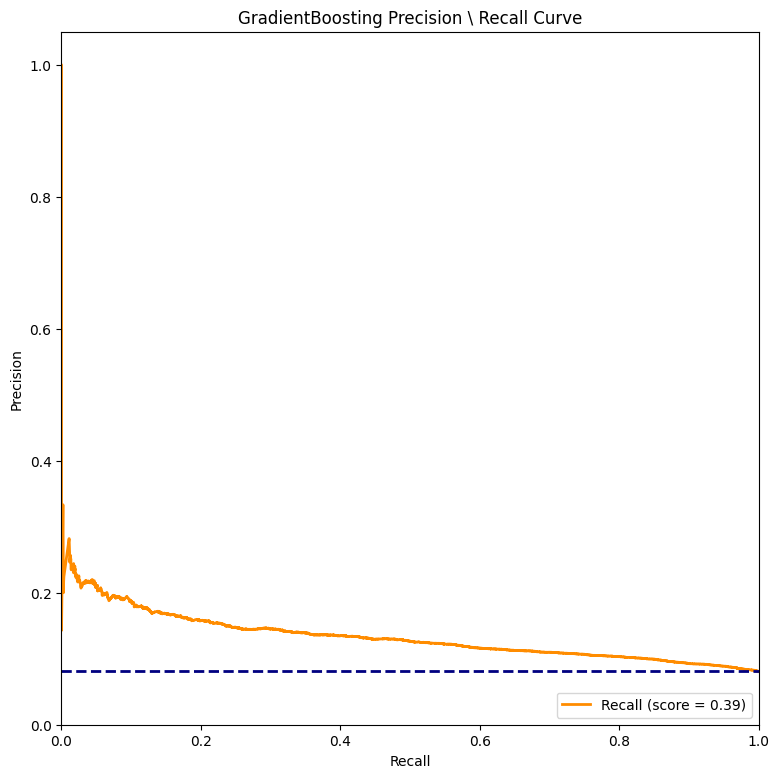 GradientBoosting Precision \ Recall Curve
Precision
1.0
0.8
0.6
0.4
0.2
0.0
Recall (score = 0.39)
0.0 0.2 0.4 0.6 0.8 1.0
Recall